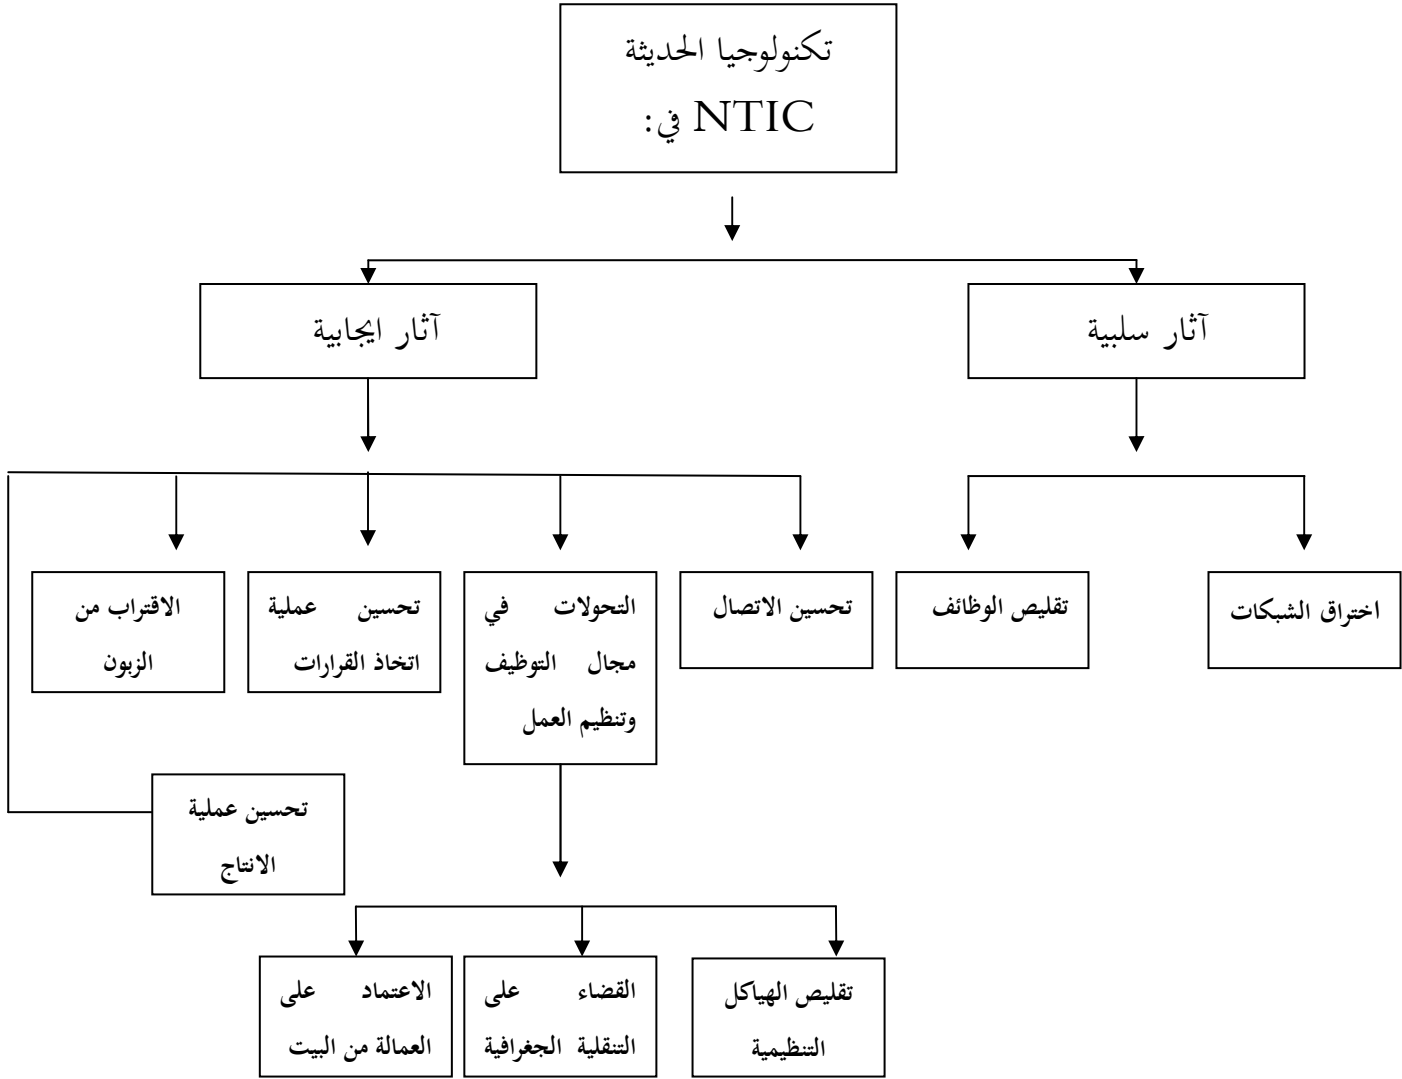 تكنولوجيا الحديثة
NTIC في:
آثار سلبية
آثار ايجابية
اختراق الشبكات
تقليص الوظائف
تحسين الاتصال
التحولات في
مجال التوظيف
وتنظيم العمل
تحسين عملية
اتخاذ القرارات
الاقتراب من
الزبون
تحسين عملية
الانتاج
تقليص الهياكل
التنظيمية
القضاء على
التنقلية الجغرافية
الاعتماد على
العمالة من البيت